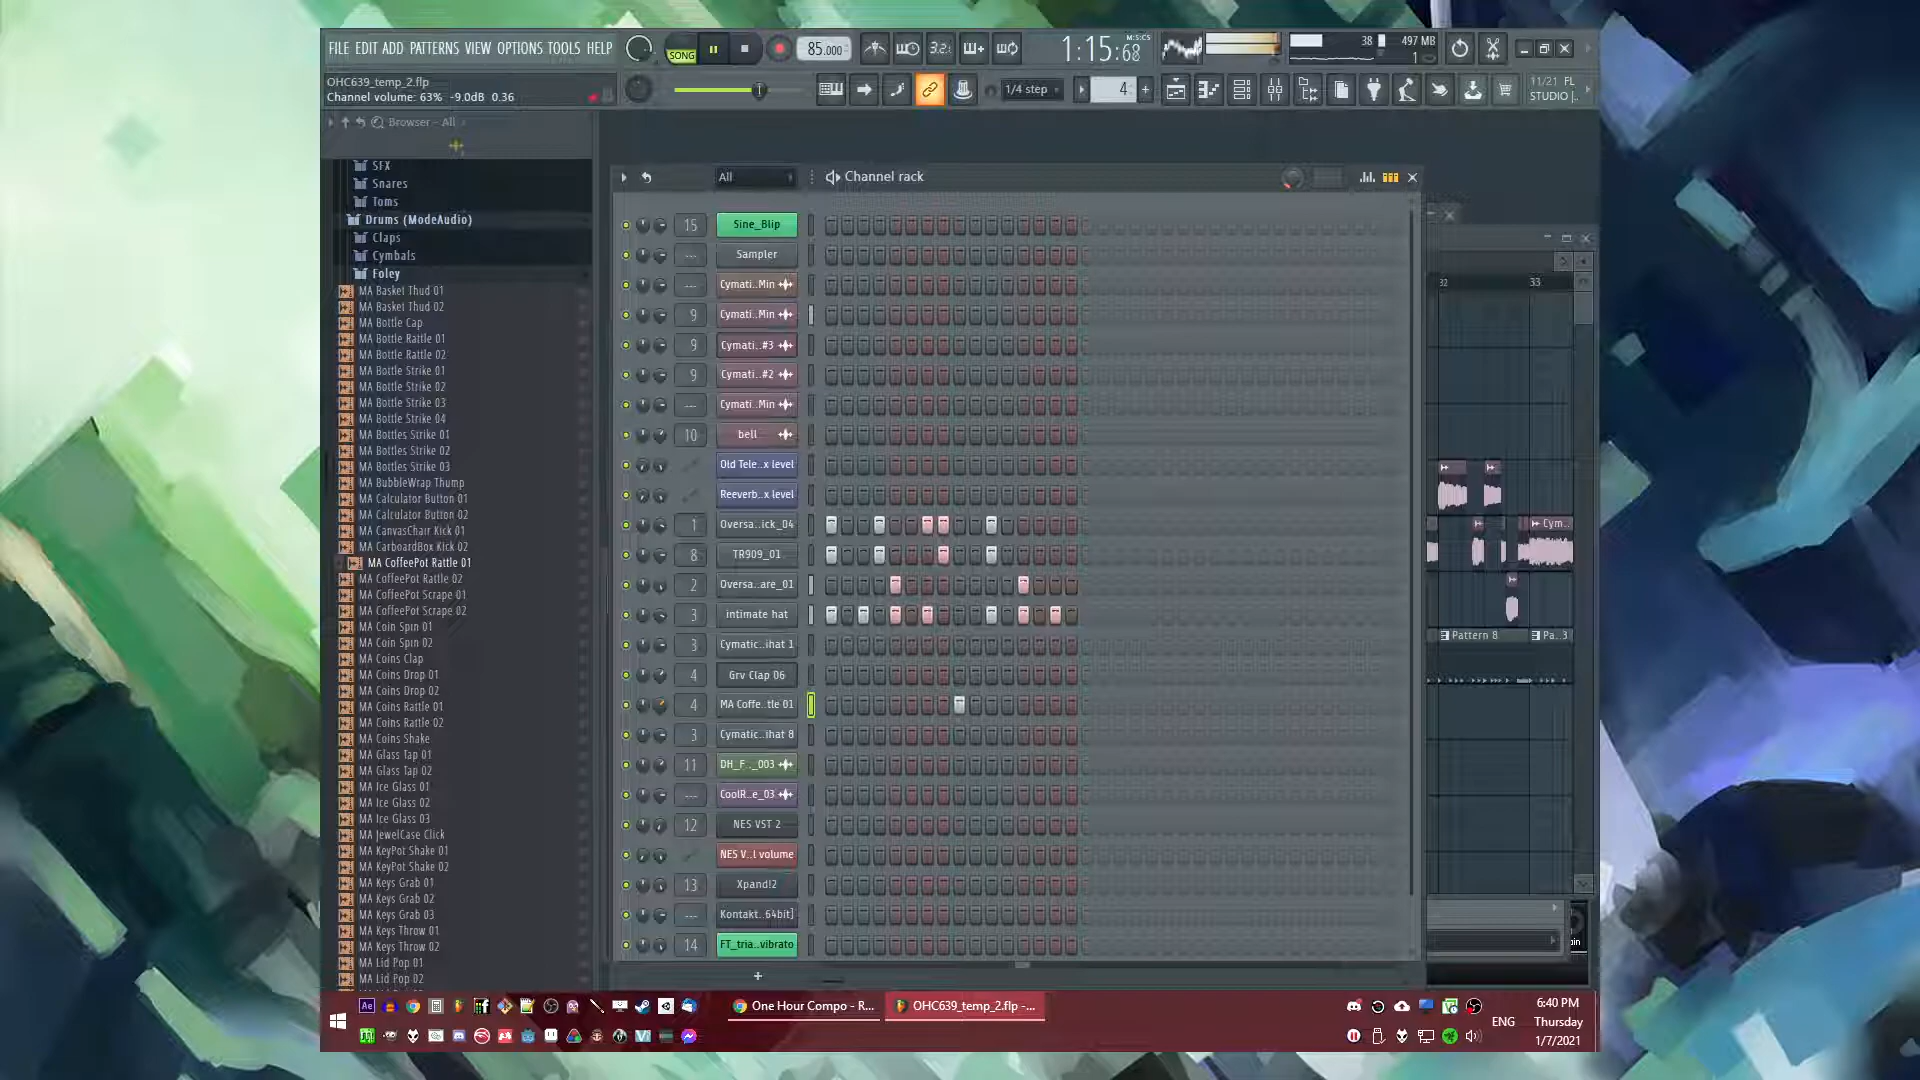 FILE EDIT ADD PATTERNS VIEW OPTIONS TOOLS HELP
SONG
85.000
3.2.
1:15:68
M:S:CS
38
497 MB
1
OHC639_temp_2.flp
Channel volume: 63% -9.0dB 0.36
1/4 step
4
11/21 FL
STUDIO |..
Browser - All
All
Channel rack
SFX
Snares
Toms
Drums (ModeAudio)
Claps
Cymbals
Foley
MA Basket Thud 01
MA Basket Thud 02
MA Bottle Cap
MA Bottle Rattle 01
MA Bottle Rattle 02
MA Bottle Strike 01
MA Bottle Strike 02
MA Bottle Strike 03
MA Bottle Strike 04
MA Bottles Strike 01
MA Bottles Strike 02
MA Bottles Strike 03
MA BubbleWrap Thump
MA Calculator Button 01
MA Calculator Button 02
MA CanvasChair Kick 01
MA CarboardBox Kick 02
MA CoffeePot Rattle 01
MA CoffeePot Rattle 02
MA CoffeePot Scrape 01
MA CoffeePot Scrape 02
MA Coin Spin 01
MA Coin Spin 02
MA Coins Clap
MA Coins Drop 01
MA Coins Drop 02
MA Coins Rattle 01
MA Coins Rattle 02
MA Coins Shake
MA Glass Tap 01
MA Glass Tap 02
MA Ice Glass 01
MA Ice Glass 02
MA Ice Glass 03
MA JewelCase Click
MA KeyPot Shake 01
MA KeyPot Shake 02
MA Keys Grab 01
MA Keys Grab 02
MA Keys Grab 03
MA Keys Throw 01
MA Keys Throw 02
MA Lid Pop 01
MA Lid Pop 02
15 Sine_Blip
--- Sampler
--- Cymati..Min
9 Cymati..Min
9 Cymati..#3
9 Cymati..#2
--- Cymati..Min
10 bell
Old Tele..x level
Reeverb..x level
1 Oversa..ick_04
8 TR909_01
2 Oversa..are_01
3 intimate hat
3 Cymatic..ihat 1
4 Grv Clap 06
4 MA Coffe..tle 01
3 Cymatic..ihat 8
11 DH_F.._003
--- CoolR..e_03
12 NES VST 2
NES V..l volume
13 Xpand!2
--- Kontakt..64bit]
14 FT_tria..vibrato
+
32
33
Cym..
Pattern 8
Pa..3
ain
Ae
One Hour Compo - R...
OHC639_temp_2.flp -...
ENG
6:40 PM
Thursday
1/7/2021